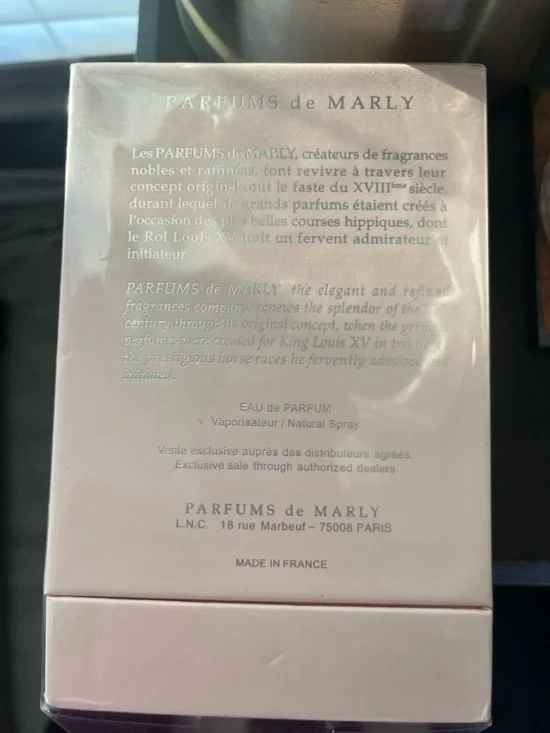 PARFUMS de MARLY
Les PARFUMS de MARLY, créateurs de fragrances
nobles et raffinées, font revivre à travers leur
concept original tout le faste du XVIIIème siècle,
durant lequel de grands parfums étaient créés à
l'occasion des plus belles courses hippiques, dont
le Roi Louis XV était un fervent admirateur et
initiateur.
PARFUMS de MARLY, the elegant and refined
fragrances company, renews the splendor of the
century through its original concept, when the
perfumes were created for King Louis XV in
the prestigious horse races he fervently admired and
initiated.
EAU de PARFUM
Vaporisateur / Natural Spray
Vente exclusive auprès des distributeurs agréés.
Exclusive sale through authorized dealers
PARFUMS de MARLY
L.N.C. 18 rue Marbeuf – 75008 PARIS
MADE IN FRANCE